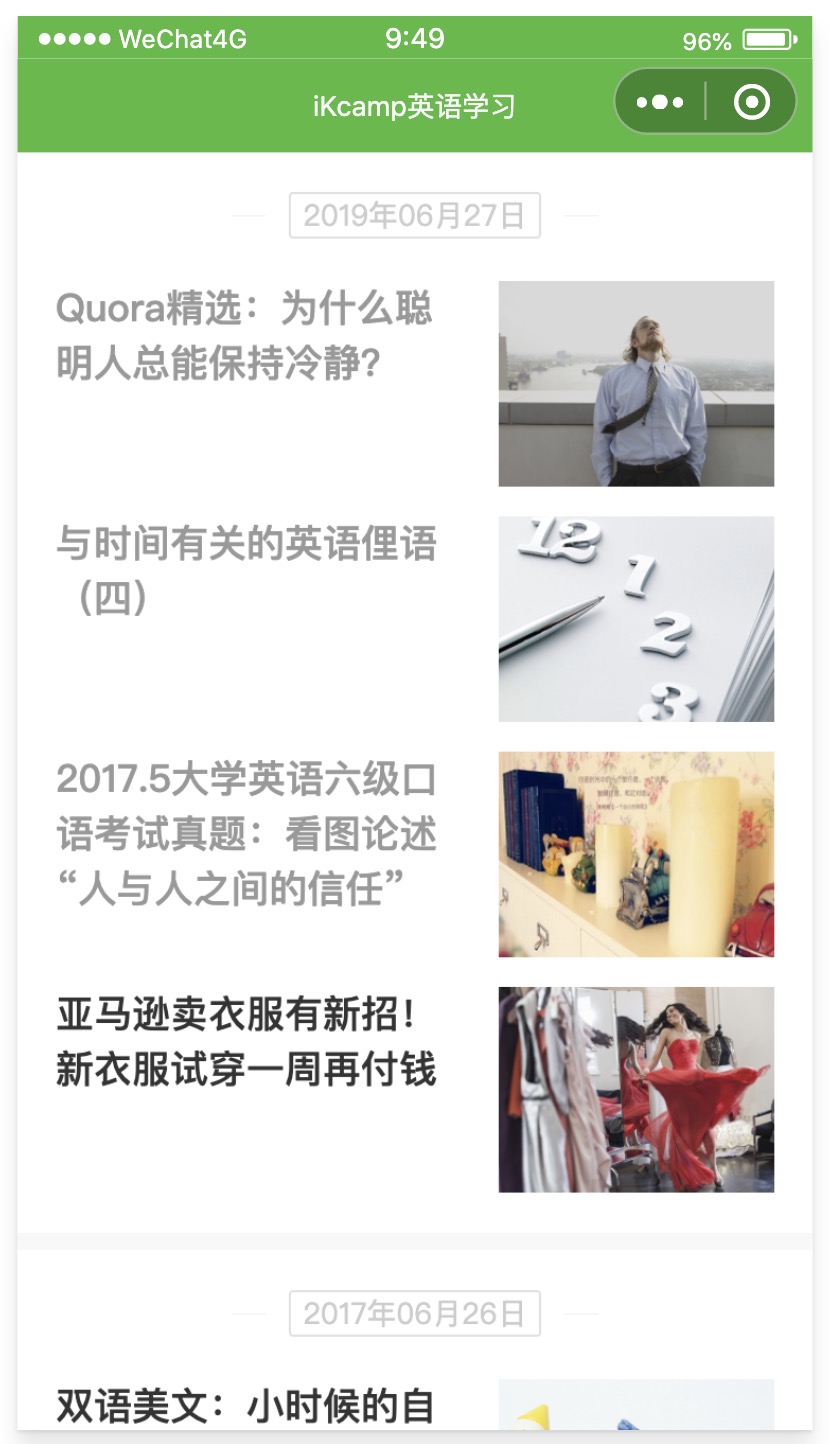 WeChat4G 9:49 96%
iKcamp英语学习
2019年06月27日
Quora精选：为什么聪
明人总能保持冷静?
与时间有关的英语俚语
（四）
12
1
2
3
2017.5大学英语六级口
语考试真题：看图论述
“人与人之间的信任”
亚马逊卖衣服有新招！
新衣服试穿一周再付钱
2017年06月26日
双语美文：小时候的自